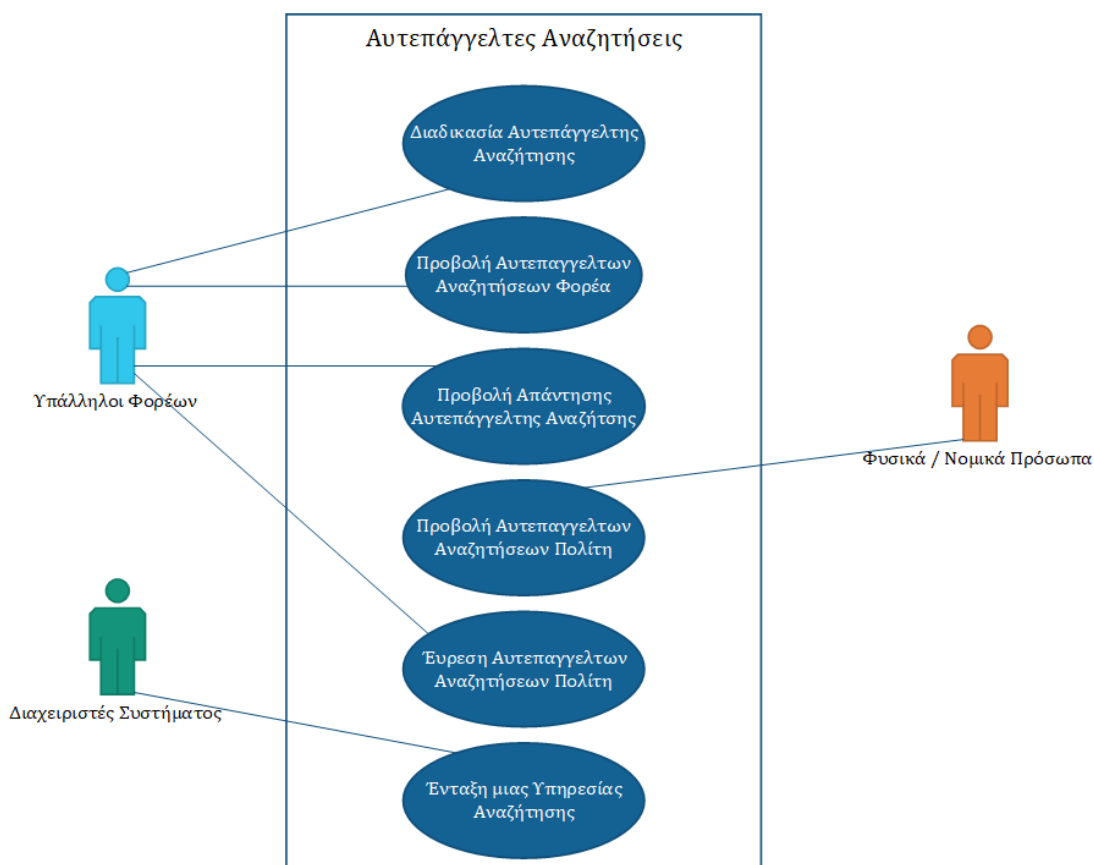 Αυτεπάγγελτες Αναζητήσεις
Διαδικασία Αυτεπάγγελτης
Αναζήτησης
Προβολή Αυτεπαγγελτων
Αναζητήσεων Φορέα
Υπάλληλοι Φορέων
Προβολή Απάντησης
Αυτεπάγγελτης Αναζήτσης
Φυσικά / Νομικά Πρόσωπα
Προβολή Αυτεπαγγελτων
Αναζητήσεων Πολίτη
Έυρεση Αυτεπαγγελτων
Αναζητήσεων Πολίτη
Διαχειριστές Συστήματος
Ένταξη μιας Υπηρεσίας
Αναζήτησης